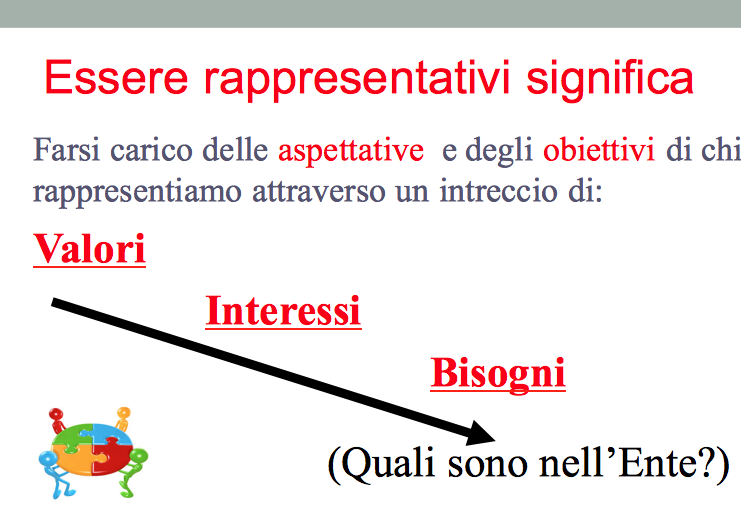 Essere rappresentativi significa
Farsi carico delle aspettative e degli obiettivi di chi
rappresentiamo attraverso un intreccio di:
Valori
Interessi
Bisogni
(Quali sono nell’Ente?)